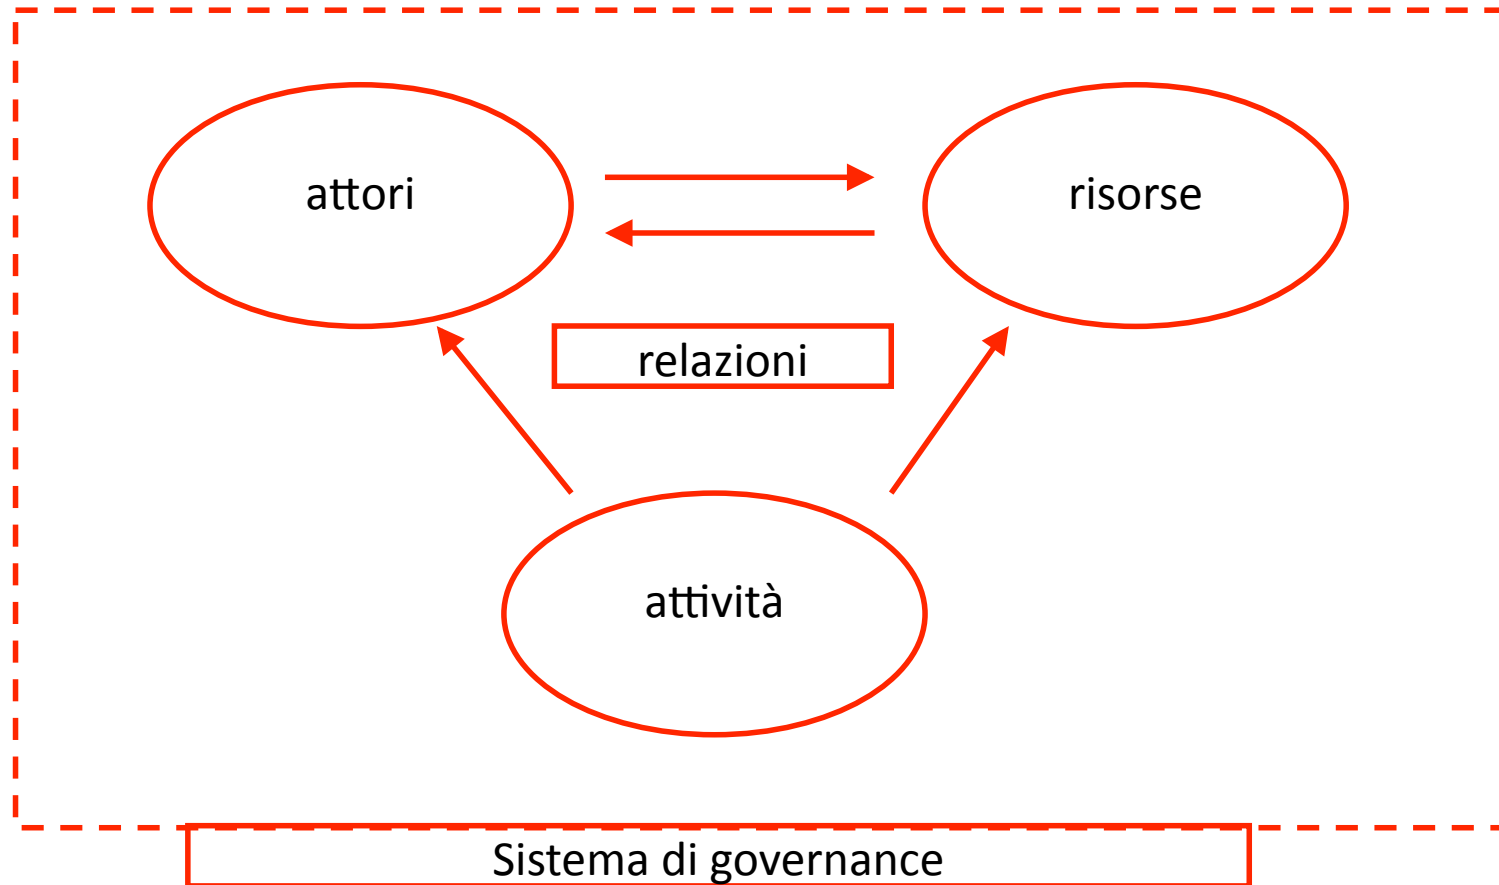 attori
risorse
relazioni
attività
Sistema di governance